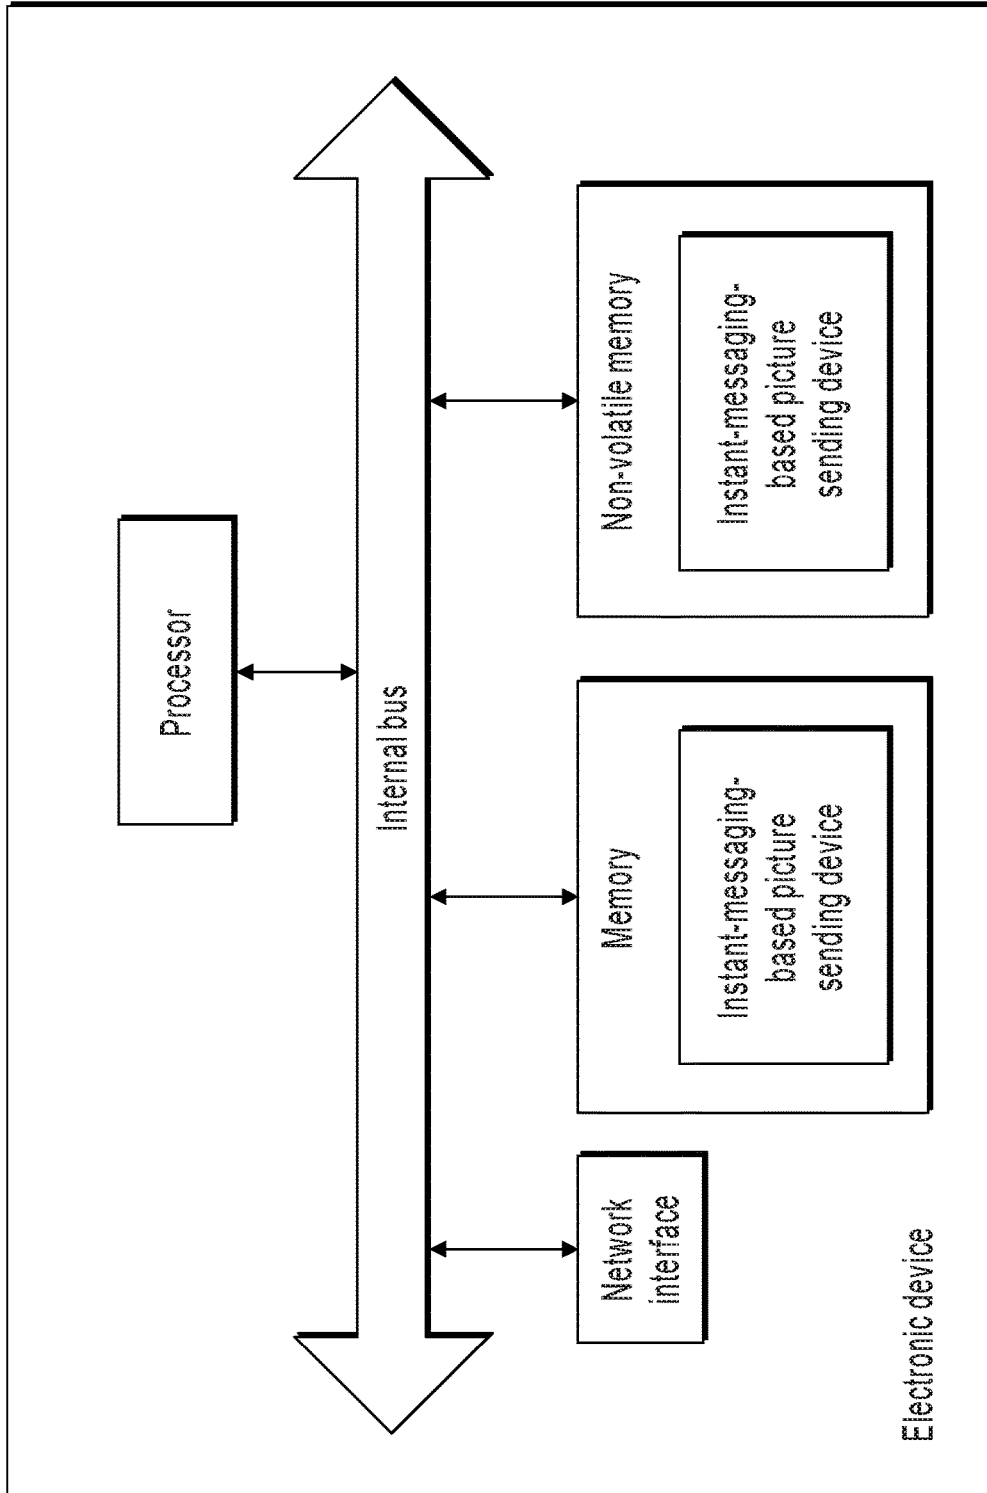 Processor
Internal bus
Network
interface
Memory
Instant-messaging-
based picture
sending device
Non-volatile memory
Instant-messaging-
based picture
sending device
Electronic device